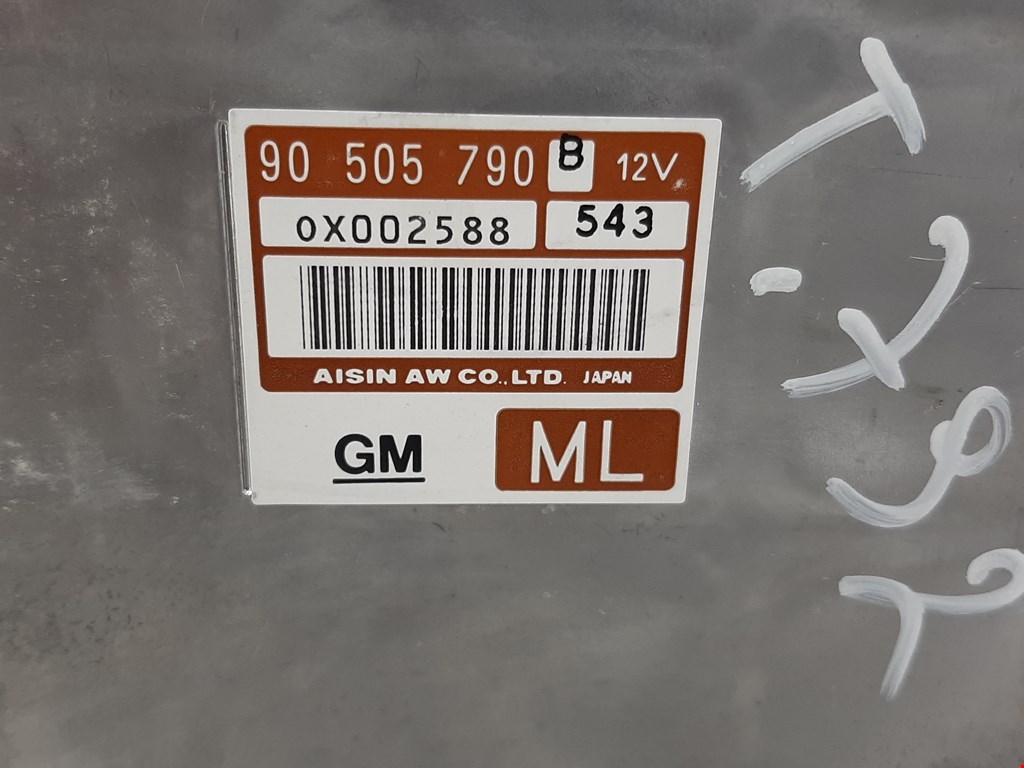 90 505 790 B 12V
0X002588 543
AISIN AW CO.,LTD. JAPAN
GM ML